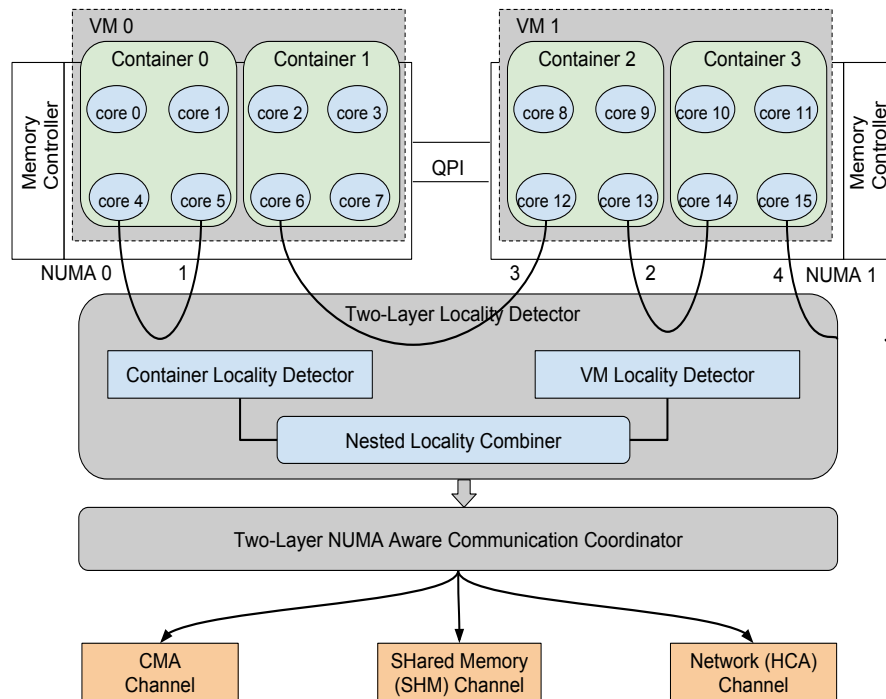 VM 0
VM 1
Container 0
Container 1
Container 2
Container 3
Memory Controller
core 0
core 1
core 2
core 3
core 8
core 9
core 10
core 11
Memory Controller
QPI
core 4
core 5
core 6
core 7
core 12
core 13
core 14
core 15
NUMA 0
1
3
2
4
NUMA 1
Two-Layer Locality Detector
Container Locality Detector
VM Locality Detector
Nested Locality Combiner
Two-Layer NUMA Aware Communication Coordinator
CMA
Channel
SHared Memory
(SHM) Channel
Network (HCA)
Channel